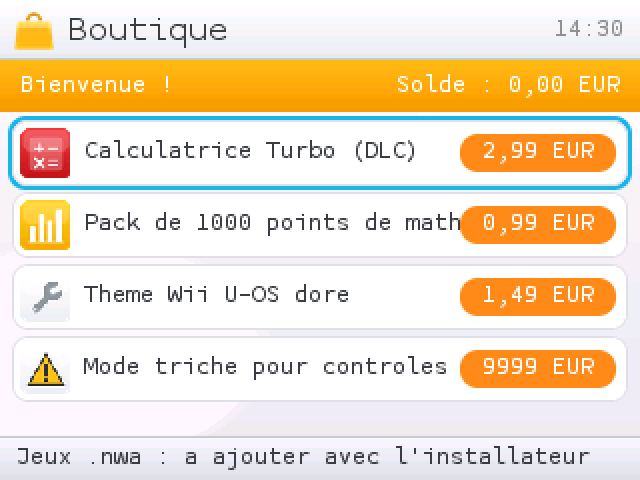 Boutique
14:30
Bienvenue !
Solde : 0,00 EUR
Calculatrice Turbo (DLC)
2,99 EUR
Pack de 1000 points de math
0,99 EUR
Theme Wii U-OS dore
1,49 EUR
Mode triche pour controles
9999 EUR
Jeux .nwa : a ajouter avec l'installateur